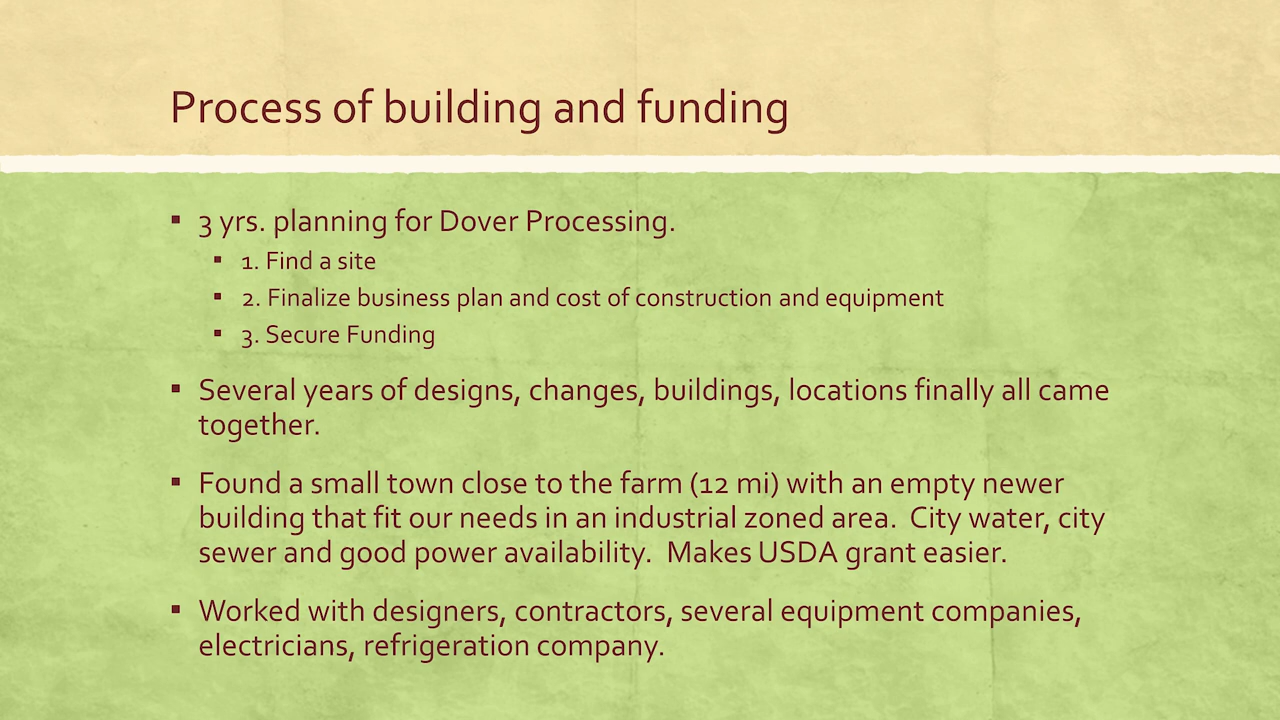 Process of building and funding
▪ 3 yrs. planning for Dover Processing.
▪ 1. Find a site
▪ 2. Finalize business plan and cost of construction and equipment
▪ 3. Secure Funding
▪ Several years of designs, changes, buildings, locations finally all came
together.
▪ Found a small town close to the farm (12 mi) with an empty newer
building that fit our needs in an industrial zoned area.  City water, city
sewer and good power availability.  Makes USDA grant easier.
▪ Worked with designers, contractors, several equipment companies,
electricians, refrigeration company.